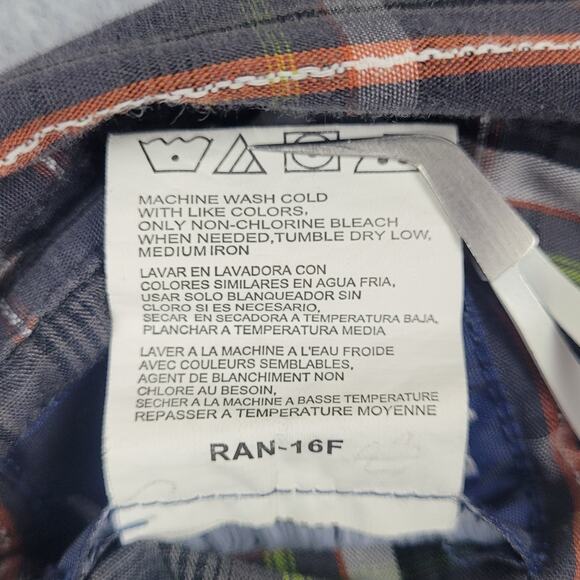 MACHINE WASH COLD
WITH LIKE COLORS,
ONLY NON-CHLORINE BLEACH
WHEN NEEDED,TUMBLE DRY LOW,
MEDIUM IRON
LAVAR EN LAVADORA CON
COLORES SIMILARES EN AGUA FRIA,
USAR SOLO BLANQUEADOR SIN
CLORO SI ES NECESARIO,
SECAR EN SECADORA A TEMPERATURA BAJA,
PLANCHAR A TEMPERATURA MEDIA
LAVER A LA MACHINE A L'EAU FROIDE
AVEC COULEURS SEMBLABLES,
AGENT DE BLANCHIMENT NON
CHLORE AU BESOIN,
SECHER A LA MACHINE A BASSE TEMPERATURE
REPASSER A TEMPERATURE MOYENNE
RAN-16F